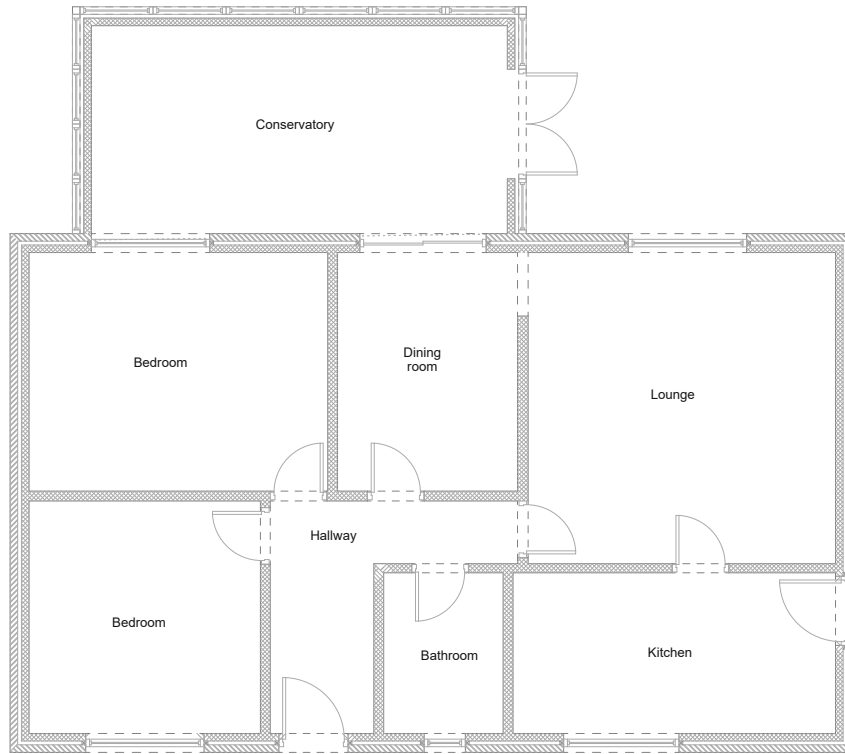 Conservatory
Bedroom
Dining
room
Lounge
Hallway
Bedroom
Bathroom
Kitchen